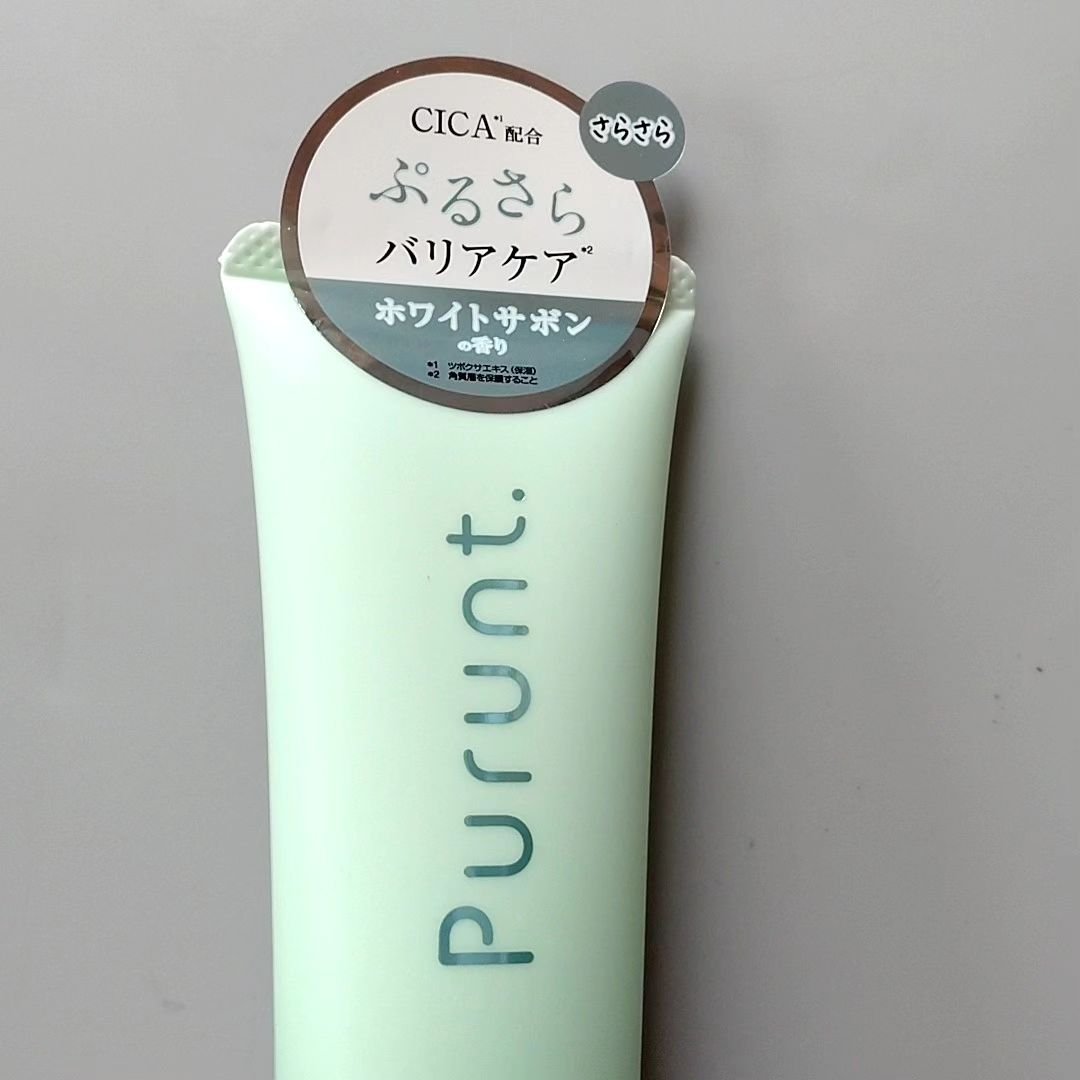 CICA*1配合
さらさら
ぷるさら
バリアケア*2
ホワイトサボン
の香り
*1 ツボクサエキス(保湿)
*2 角質層を保護すること
Purunt.